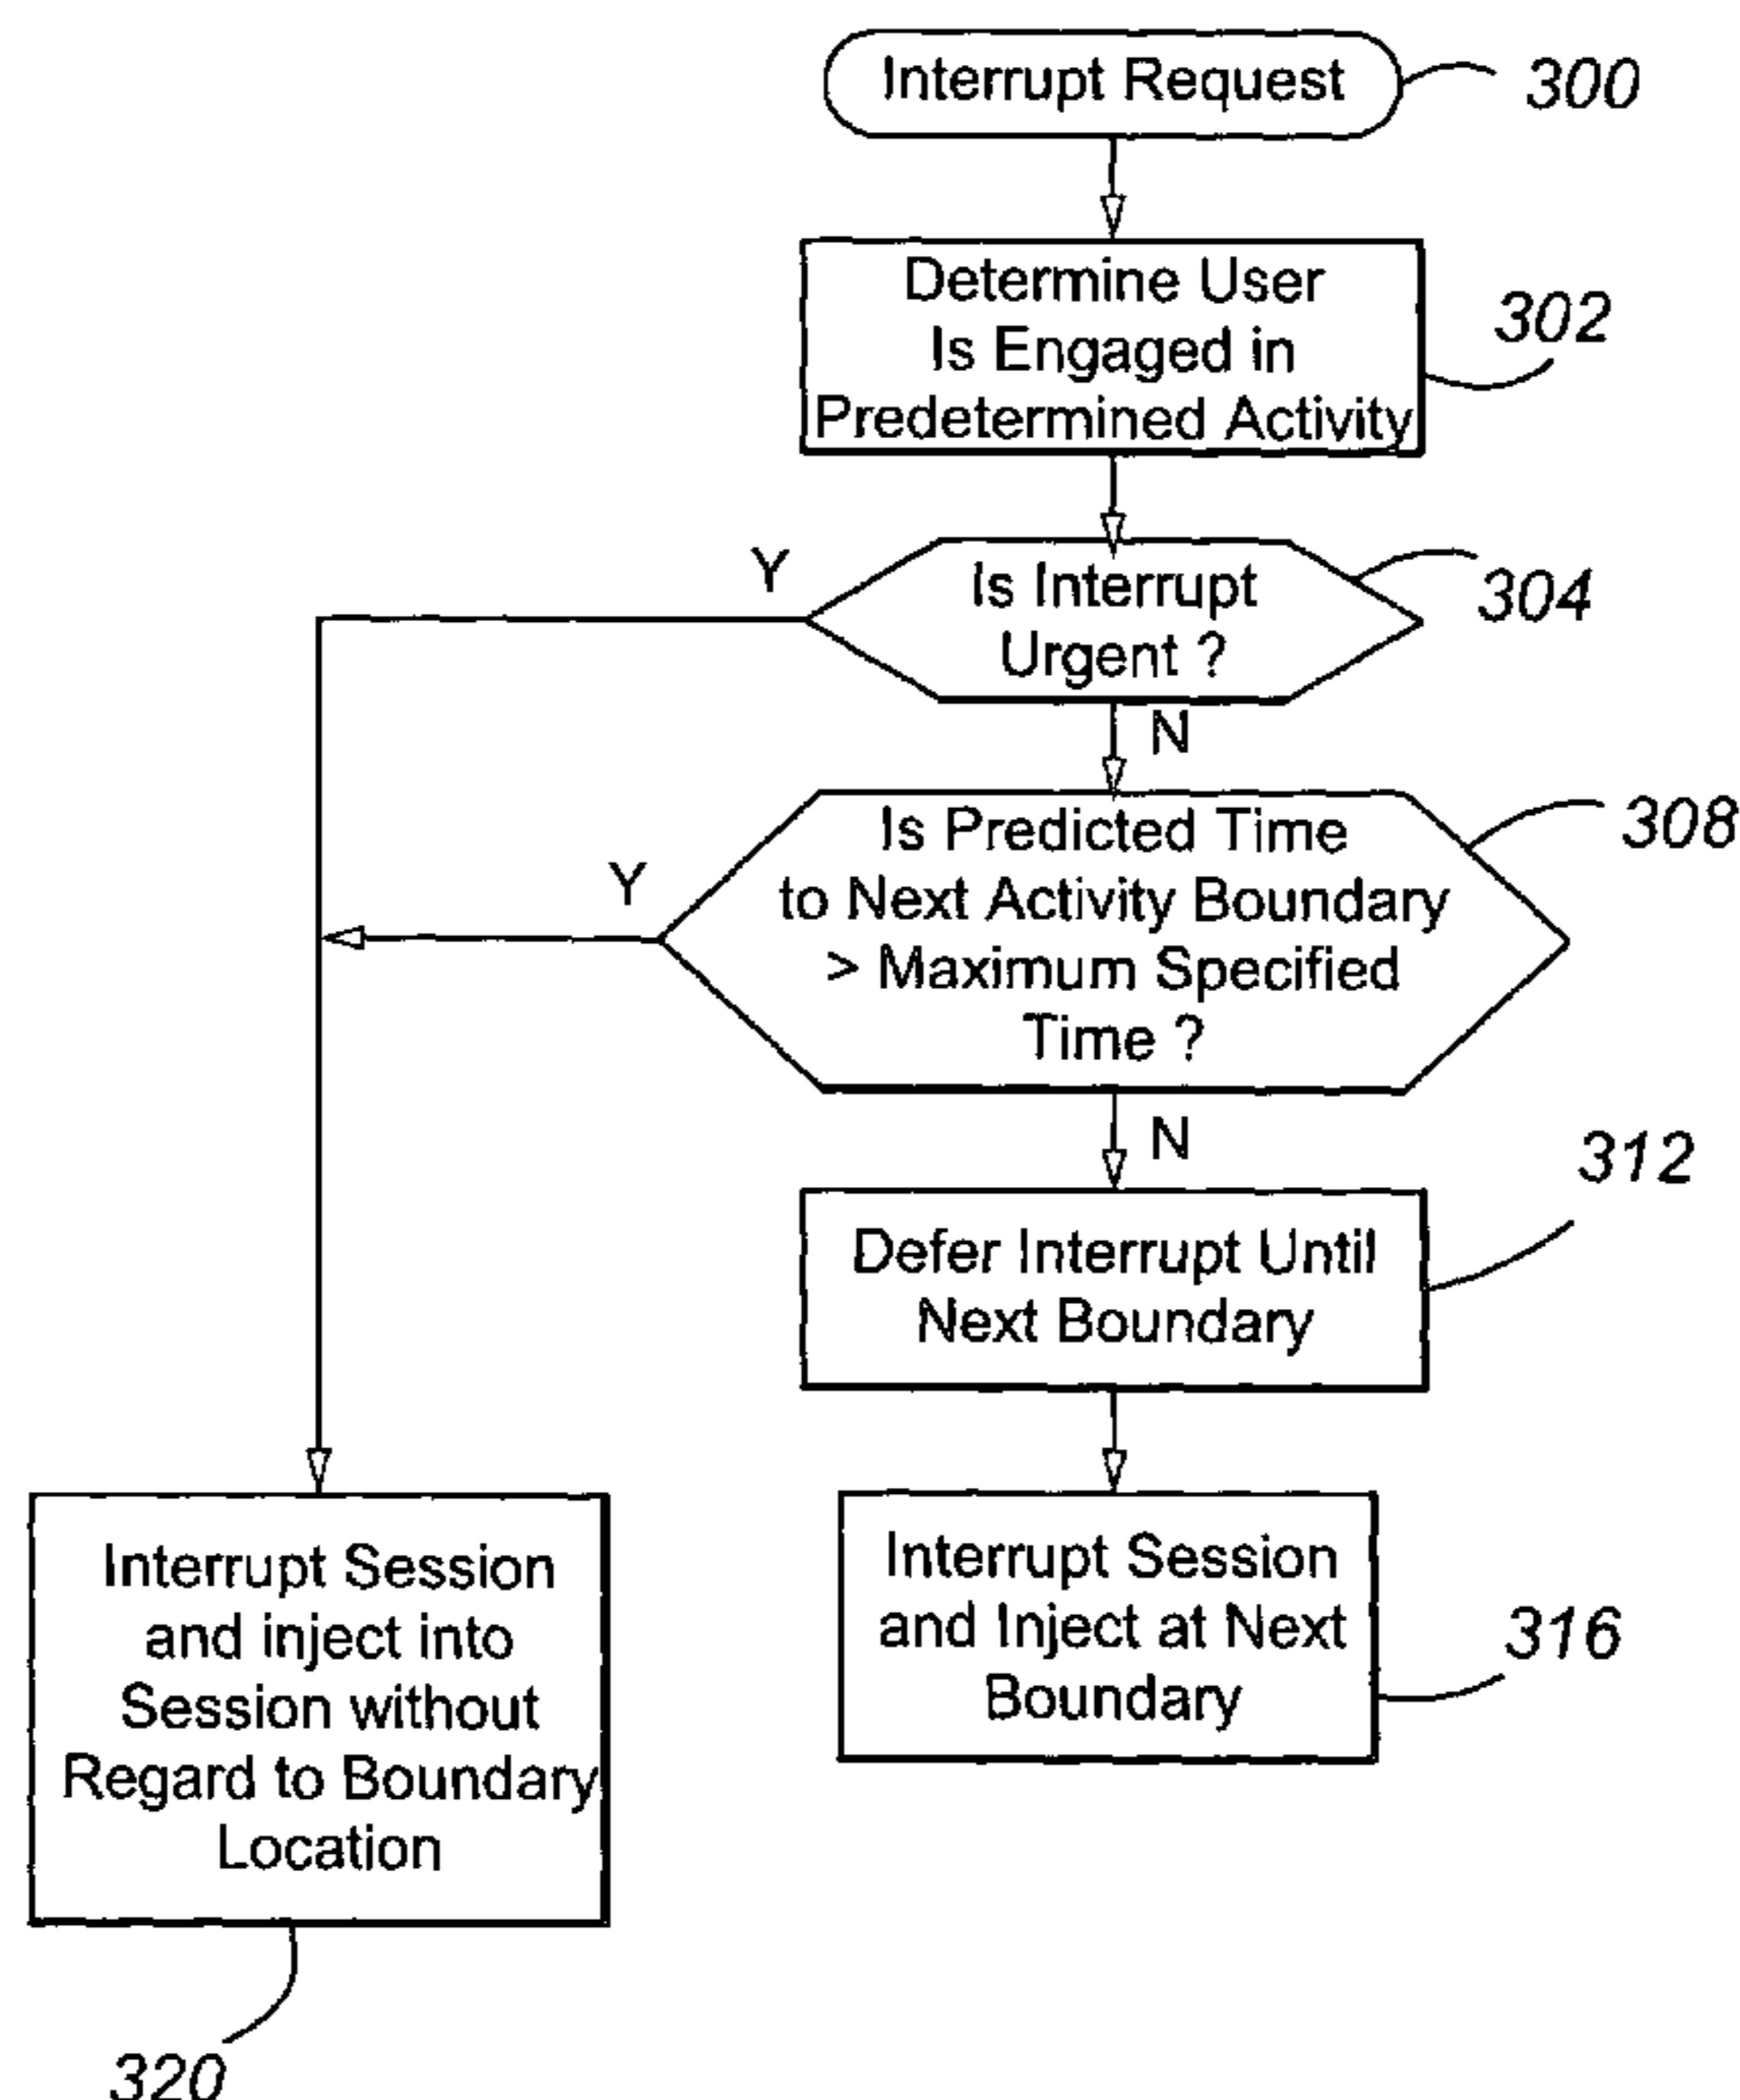 Interrupt Request
300
Determine User
Is Engaged in
Predetermined Activity
302
Y
Is Interrupt
Urgent ?
304
N
Y
Is Predicted Time
to Next Activity Boundary
> Maximum Specified
Time ?
308
N
312
Defer Interrupt Until
Next Boundary
Interrupt Session
and Inject at Next
Boundary
316
Interrupt Session
and inject into
Session without
Regard to Boundary
Location
320